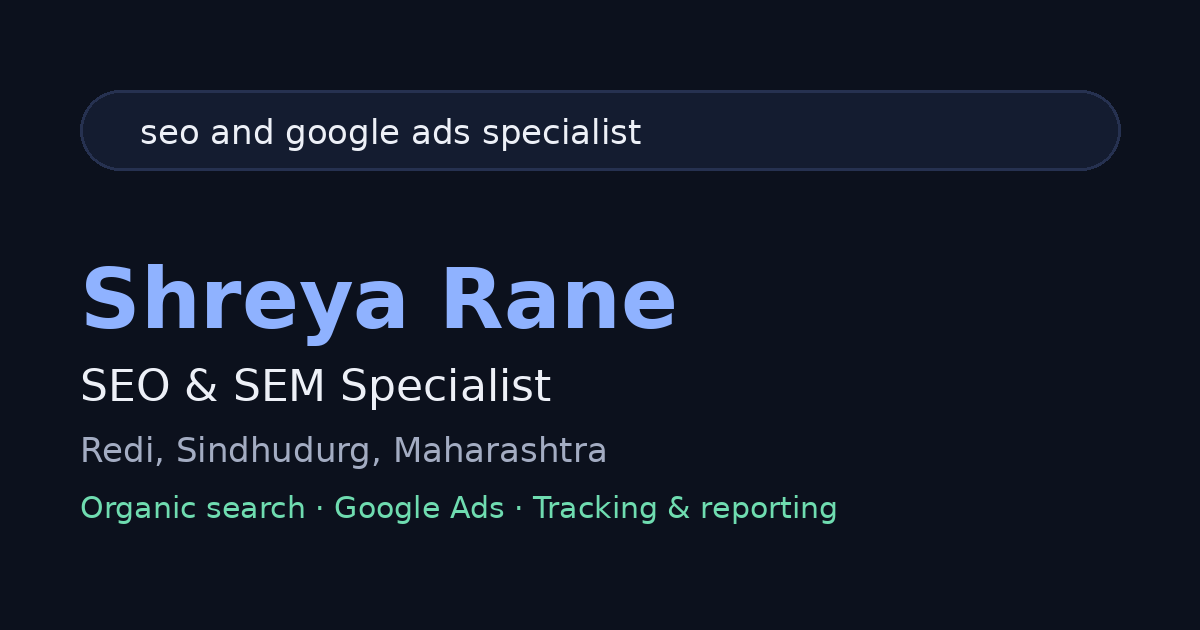 seo and google ads specialist
Shreya Rane
SEO & SEM Specialist
Redi, Sindhudurg, Maharashtra
Organic search · Google Ads · Tracking & reporting